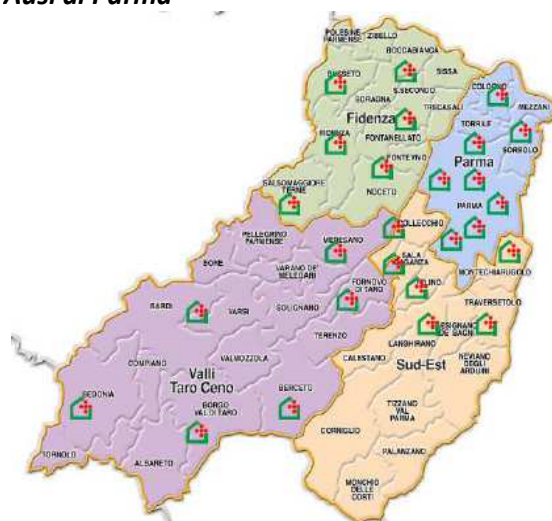 Ausl di Parma
POLESINE
PARMENSE
ZIBELLO
ROCCABIANCA
BUSSETO
SISSA
S.SECONDO
SORAGNA
TRECASALI
Fidenza
FIDENZA
FONTANELLATO
FONTEVIVO
SALSOMAGGIORE
TERME
NOCETO
COLORNO
MEZZANI
TORRILE
SORBOLO
Parma
PARMA
MONTECHIARUGOLO
COLLECCHIO
SALA
BAGANZA
FELINO
TRAVERSETOLO
LANGHIRANO
LESIGNANO
DE' BAGNI
CALESTANO
Sud-Est
NEVIANO
DEGLI
ARDUINI
TIZZANO
VAL
PARMA
CORNIGLIO
PALANZANO
MONCHIO
DELLE
CORTI
PELLEGRINO
PARMENSE
MEDESANO
BORE
VARANO DE'
MELEGARI
FORNOVO
DI TARO
BARDI
VARSI
SOLIGNANO
TERENZO
VALMOZZOLA
COMPIANO
Valli
Taro Ceno
BEDONIA
BORGO
VAL DI TARO
BERCETO
TORNOLO
ALBARETO